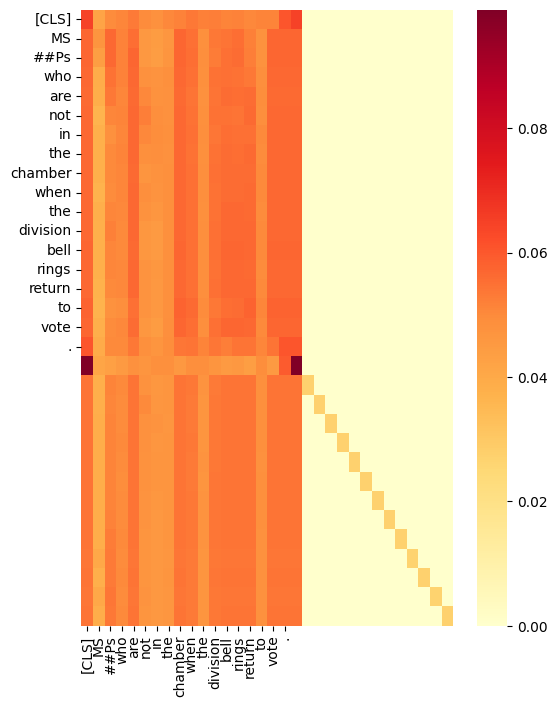 [CLS]
MS
##Ps
who
are
not
in
the
chamber
when
the
division
bell
rings
return
to
vote
.
0.08
0.06
0.04
0.02
0.00
[CLS]
MS
##Ps
who
are
not
in
the
chamber
when
the
division
bell
rings
return
to
vote
.